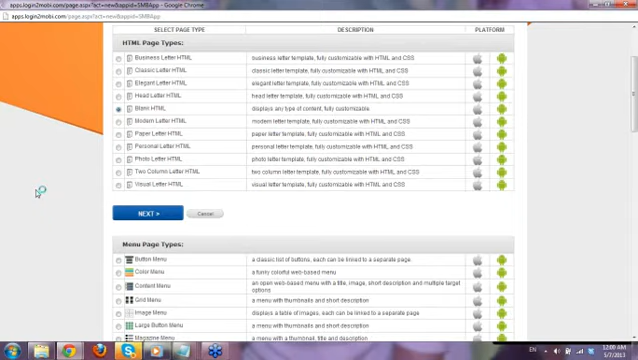 apps.login2mobi.com/page.aspx?act=new&appid=SMBApp - Google Chrome
apps.login2mobi.com/page.aspx?act=new&appid=SMBApp
SELECT PAGE TYPE DESCRIPTION PLATFORM
HTML Page Types:
Business Letter HTML business letter template, fully customizable with HTML and CSS
Classic Letter HTML classic letter template, fully customizable with HTML and CSS
Elegant Letter HTML elegant letter template, fully customizable with HTML and CSS
Head Letter HTML head letter template, fully customizable with HTML and CSS
Blank HTML displays any type of content, fully customizable
Modern Letter HTML modern letter template, fully customizable with HTML and CSS
Paper Letter HTML paper letter template, fully customizable with HTML and CSS
Personal Letter HTML personal letter template, fully customizable with HTML and CSS
Photo Letter HTML photo letter template, fully customizable with HTML and CSS
Two Column Letter HTML two column letter template, fully customizable with HTML and CSS
Visual Letter HTML visual letter template, fully customizable with HTML and CSS
NEXT > Cancel
Menu Page Types:
Button Menu a classic list of buttons, each can be linked to a separate page
Color Menu a funky colorful web-based menu
Content Menu an open web-based menu with a title, image, short description and multiple target options
Grid Menu a menu with thumbnails and short description
Image Menu displays a table of images, each can be linked to a separate page
Large Button Menu a menu with thumbnails and short description
Magazine Menu a menu with a thumbnail, title and short description
EN 12:00 AM
5/7/2013